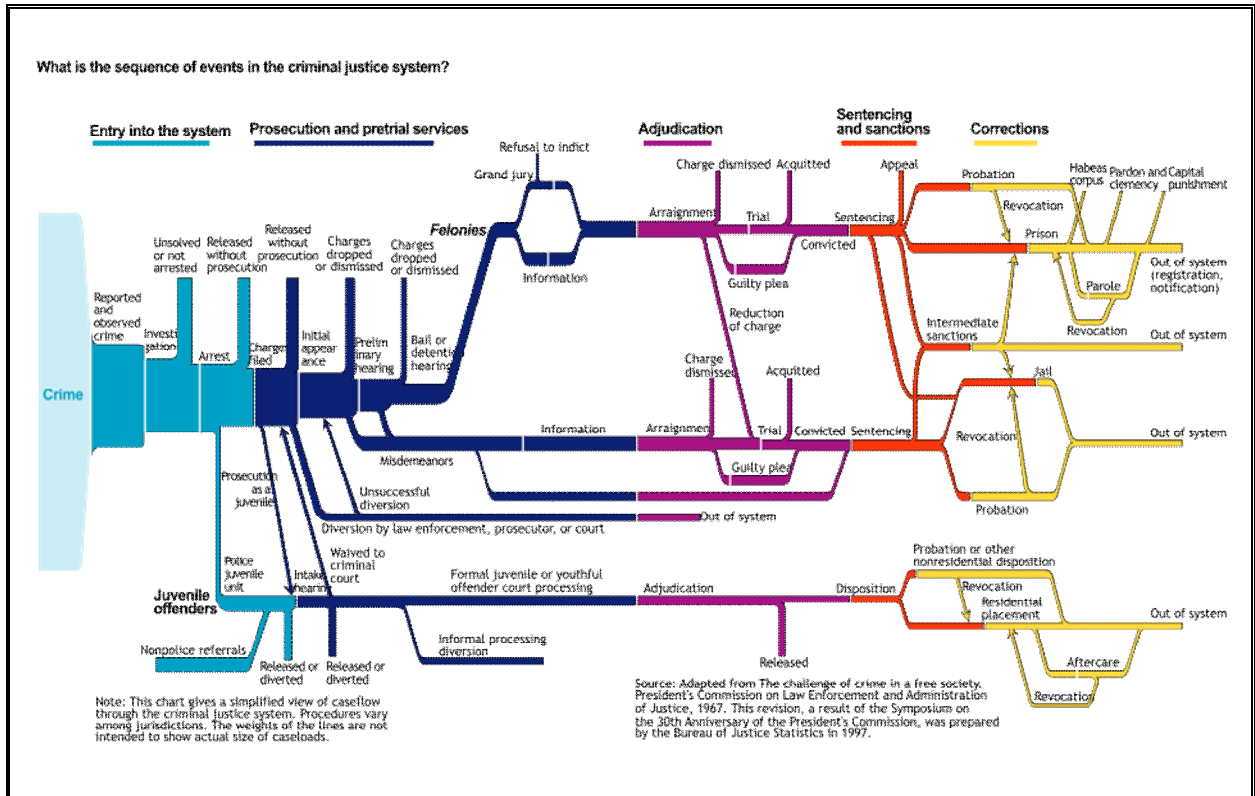 What is the sequence of events in the criminal justice system?
Entry into the system
Prosecution and pretrial services
Adjudication
Sentencing
and sanctions
Corrections
Crime
Reported
and
observed
crime
Investi
gation
Unsolved
or not
arrested
Arrest
Released
without
prosecution
Charges
filed
Released
without
prosecution
Initial
appear
ance
Charges
dropped
or dismissed
Prelim
inary
hearing
Charges
dropped
or dismissed
Bail or
detention
hearing
Felonies
Grand jury
Refusal to indict
Information
Arraignment
Charge dismissed
Acquitted
Trial
Convicted
Guilty plea
Reduction
of charge
Sentencing
Appeal
Probation
Revocation
Prison
Habeas
corpus
Pardon and
clemency
Capital
punishment
Out of system
(registration,
notification)
Parole
Revocation
Intermediate
sanctions
Out of system
Misdemeanors
Information
Arraignment
Charge
dismissed
Acquitted
Trial
Convicted
Guilty plea
Sentencing
Jail
Revocation
Probation
Out of system
Unsuccessful
diversion
Diversion by law enforcement, prosecutor, or court
Out of system
Prosecution
as a
juvenile
Waived to
criminal
court
Police
juvenile
unit
Juvenile
offenders
Intake
hearing
Nonpolice referrals
Released or
diverted
Released or
diverted
Formal juvenile or youthful
offender court processing
Informal processing
diversion
Adjudication
Released
Disposition
Probation or other
nonresidential disposition
Revocation
Residential
placement
Out of system
Aftercare
Revocation
Note: This chart gives a simplified view of caseflow
through the criminal justice system. Procedures vary
among jurisdictions. The weights of the lines are not
intended to show actual size of caseloads.
Source: Adapted from The challenge of crime in a free society.
President's Commission on Law Enforcement and Administration
of Justice, 1967. This revision, a result of the Symposium on
the 30th Anniversary of the President's Commission, was prepared
by the Bureau of Justice Statistics in 1997.